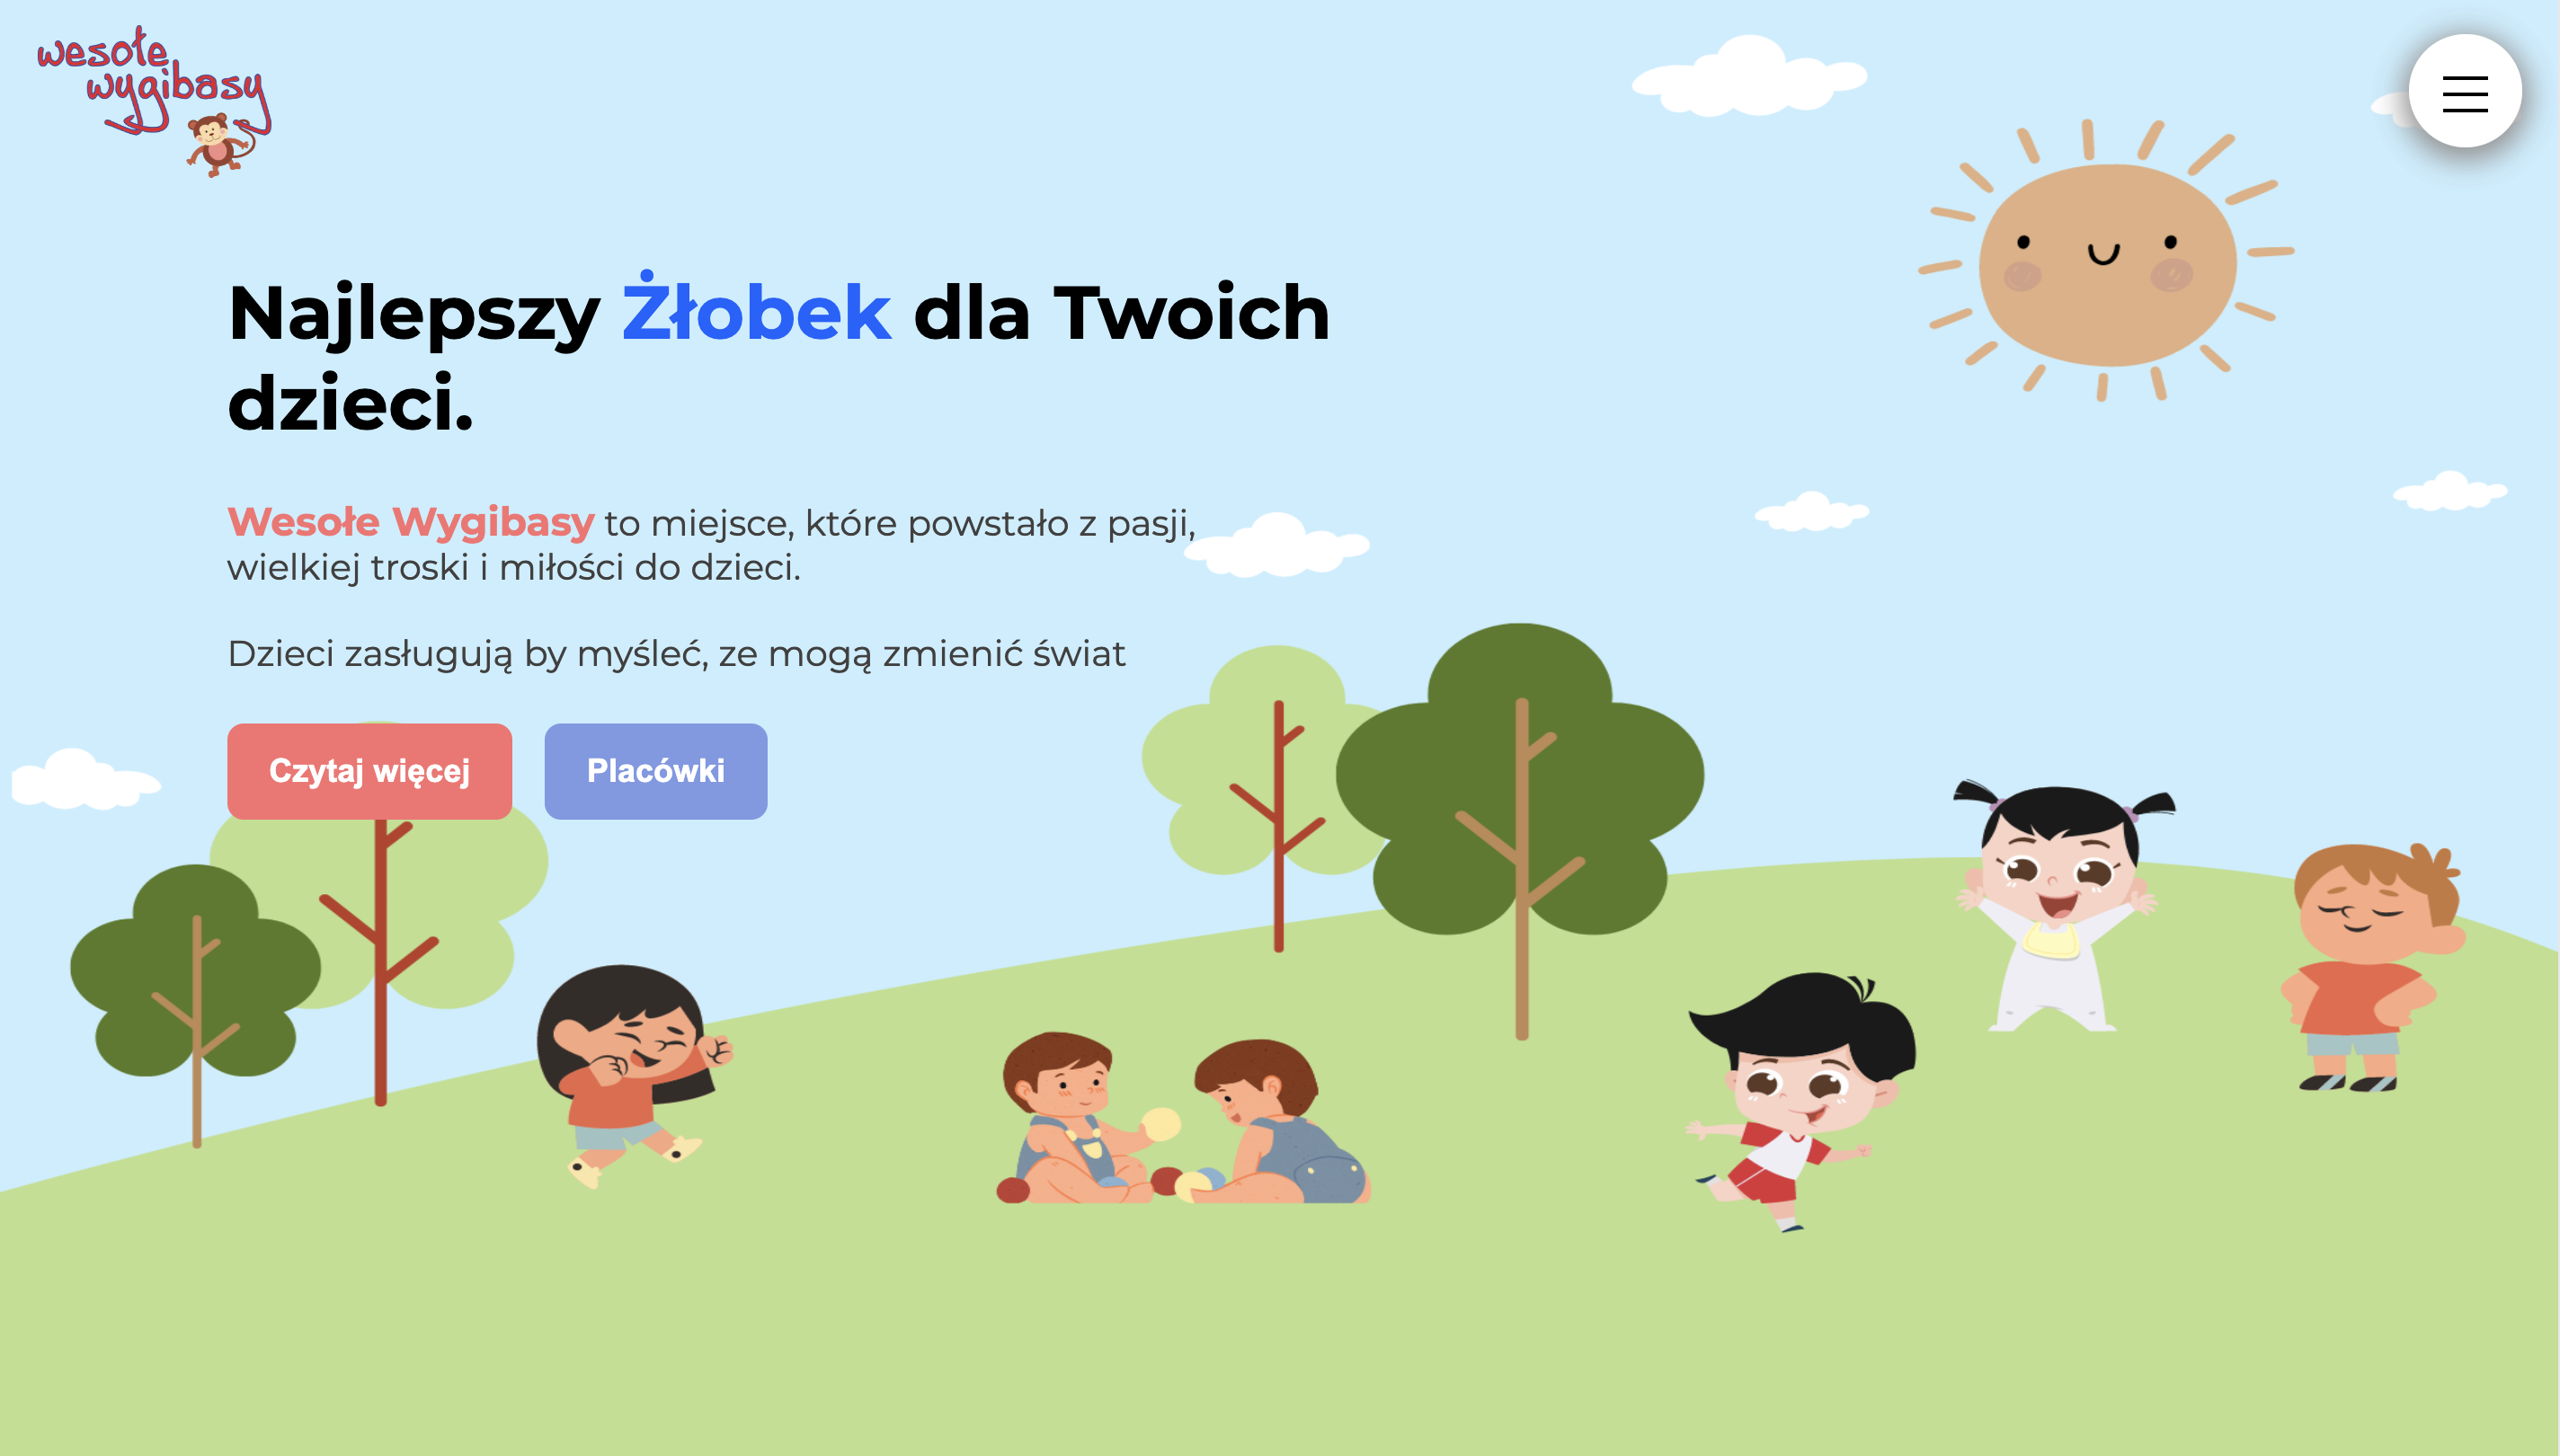 wesołe
wygibasy
Najlepszy Żłobek dla Twoich
dzieci.
Wesołe Wygibasy to miejsce, które powstało z pasji,
wielkiej troski i miłości do dzieci.
Dzieci zasługują by myśleć, ze mogą zmienić świat
Czytaj więcej
Placówki